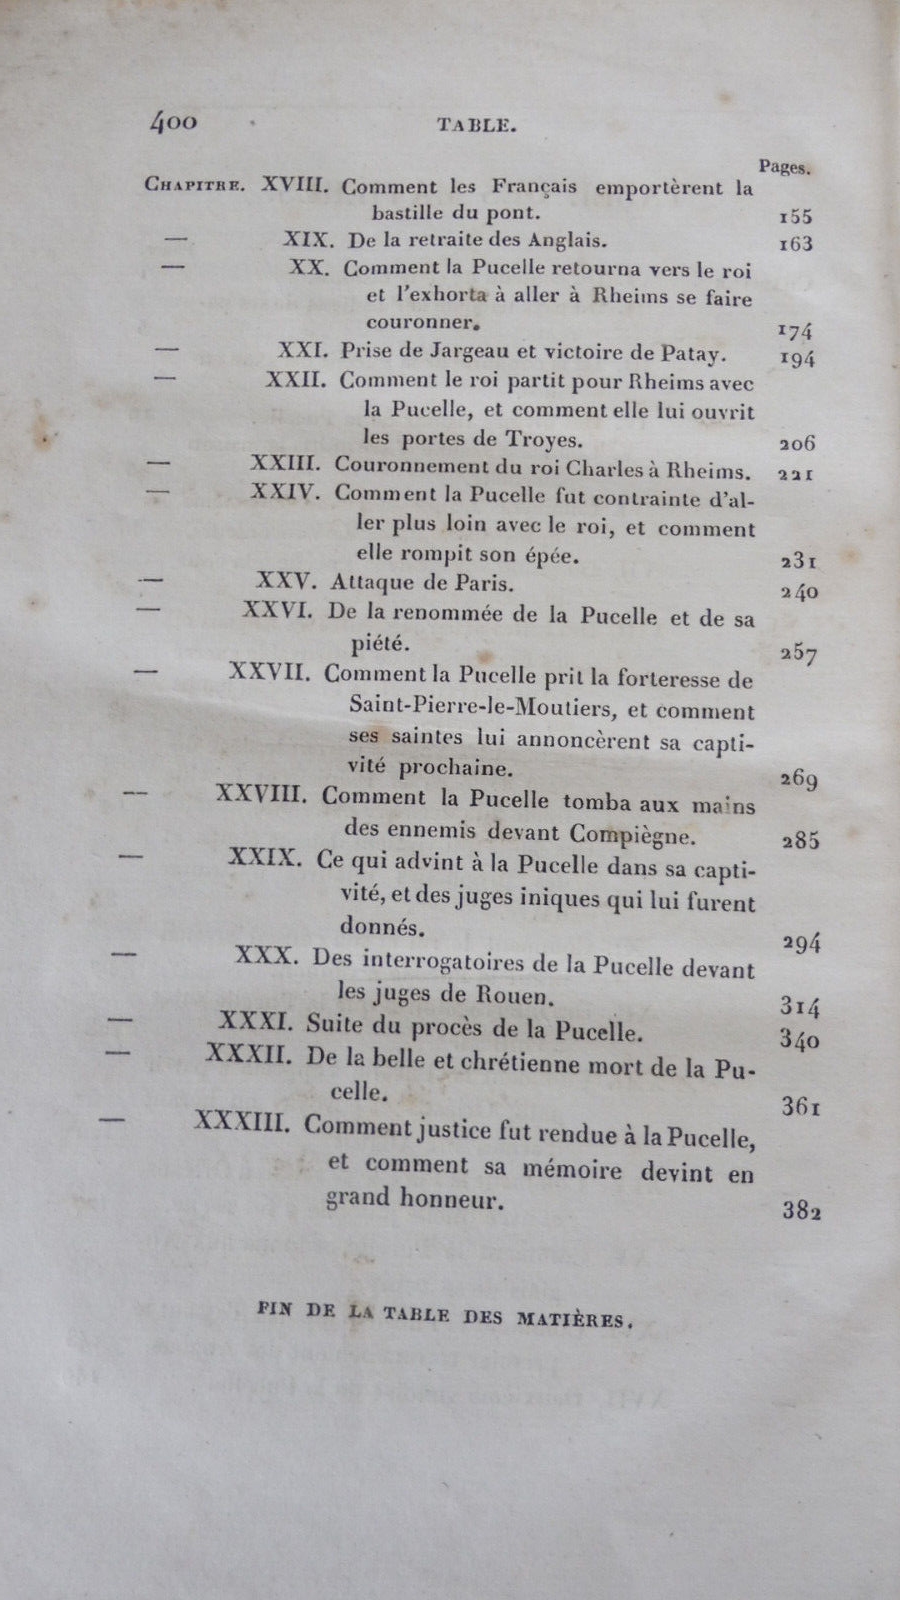 400 TABLE.
Pages.
CHAPITRE. XVIII. Comment les Français emportèrent la
bastille du pont. 155
— XIX. De la retraite des Anglais. 163
— XX. Comment la Pucelle retourna vers le roi
et l'exhorta à aller à Rheims se faire
couronner. 174
— XXI. Prise de Jargeau et victoire de Patay. 194
— XXII. Comment le roi partit pour Rheims avec
la Pucelle, et comment elle lui ouvrit
les portes de Troyes. 206
— XXIII. Couronnement du roi Charles à Rheims. 221
— XXIV. Comment la Pucelle fut contrainte d'al-
ler plus loin avec le roi, et comment
elle rompit son épée. 231
— XXV. Attaque de Paris. 240
— XXVI. De la renommée de la Pucelle et de sa
piété. 257
— XXVII. Comment la Pucelle prit la forteresse de
Saint-Pierre-le-Moutiers, et comment
ses saintes lui annoncèrent sa capti-
vité prochaine. 269
— XXVIII. Comment la Pucelle tomba aux mains
des ennemis devant Compiègne. 285
— XXIX. Ce qui advint à la Pucelle dans sa capti-
vité, et des juges iniques qui lui furent
donnés. 294
— XXX. Des interrogatoires de la Pucelle devant
les juges de Rouen. 314
— XXXI. Suite du procès de la Pucelle. 340
— XXXII. De la belle et chrétienne mort de la Pu-
celle. 361
— XXXIII. Comment justice fut rendue à la Pucelle,
et comment sa mémoire devint en
grand honneur. 382
FIN DE LA TABLE DES MATIÈRES.